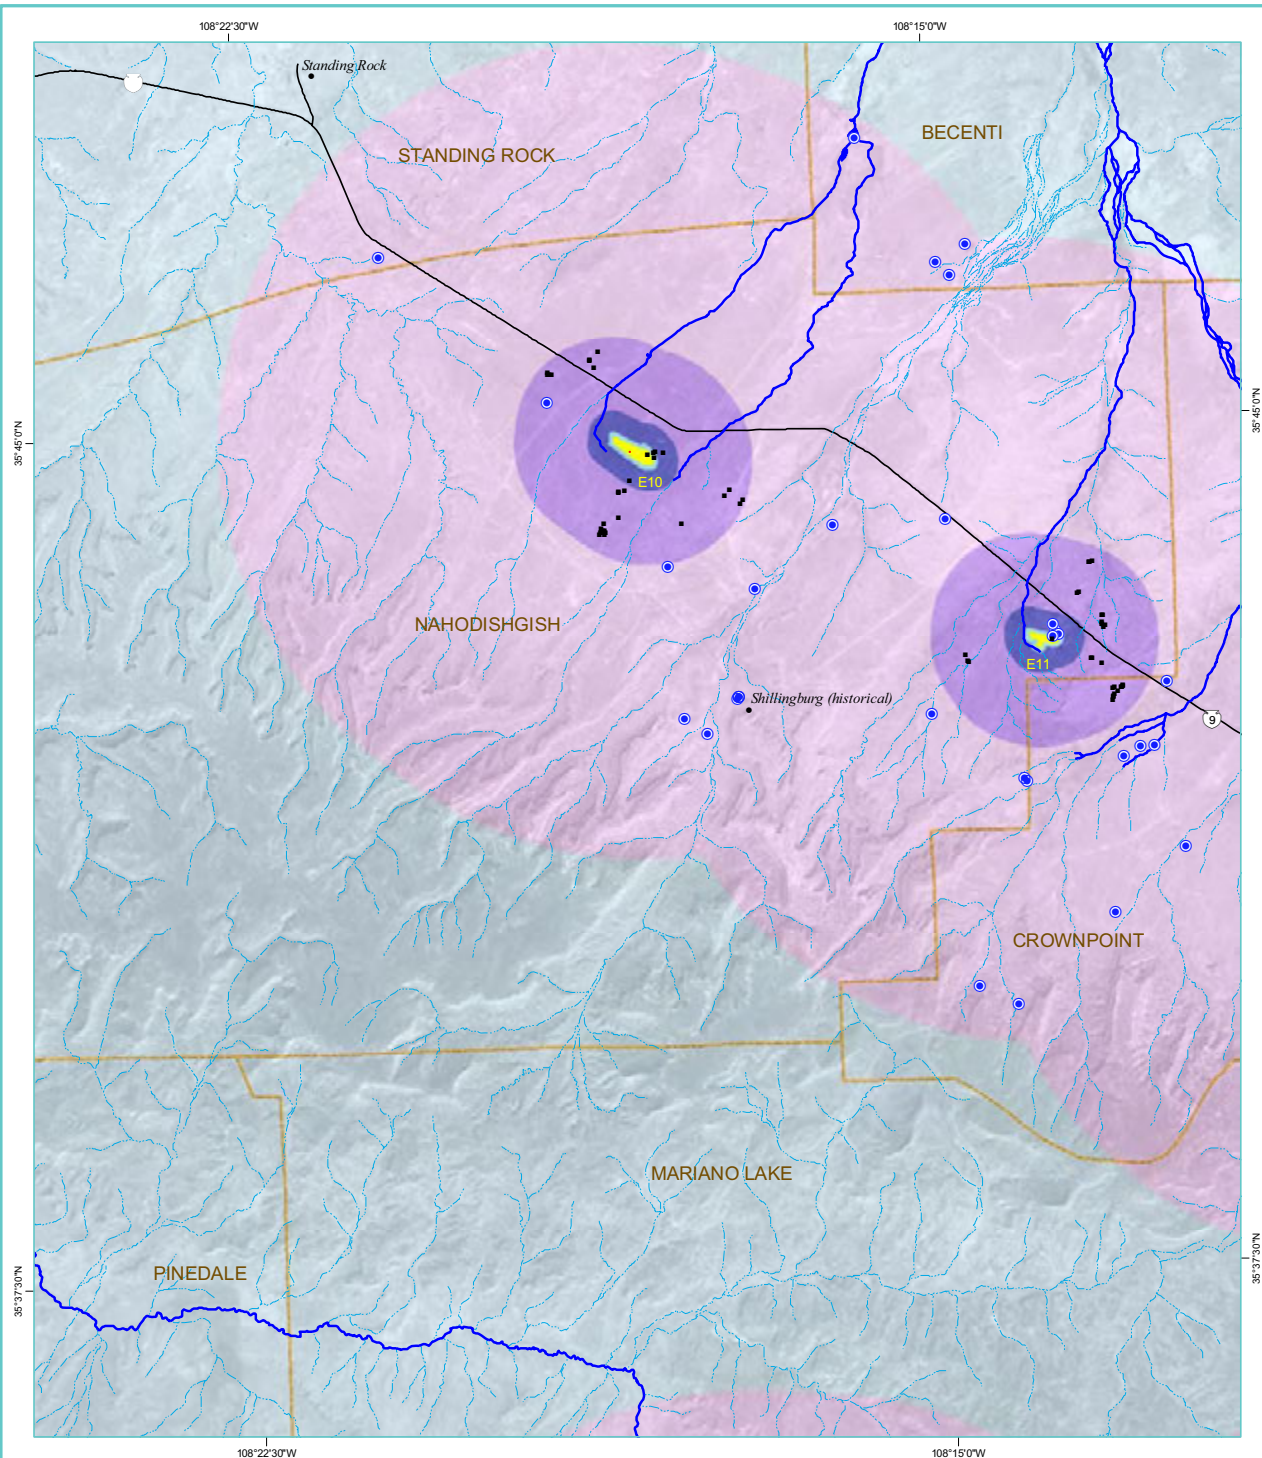 108°22'30"W
108°15'0"W
Standing Rock
BECENTI
STANDING ROCK
35°45'0"N
35°45'0"N
E10
NAHODISHGISH
E11
Shillingburg (historical)
9
CROWNPOINT
MARIANO LAKE
PINEDALE
35°37'30"N
35°37'30"N
108°22'30"W
108°15'0"W